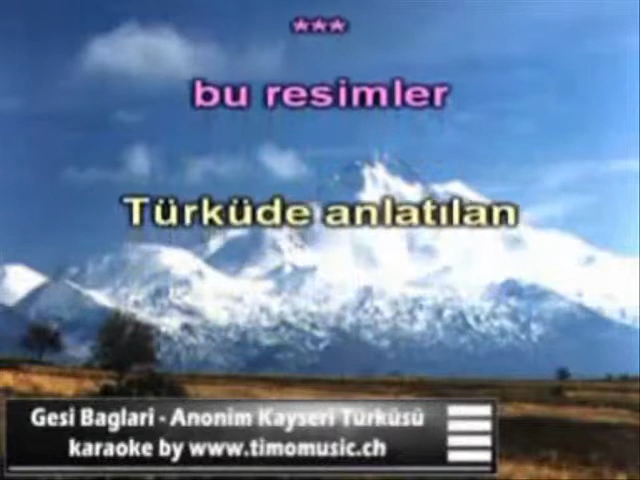 ***
bu resimler
Türküde anlatılan
Gesi Baglari - Anonim Kayseri Türküsü
karaoke by www.timomusic.ch